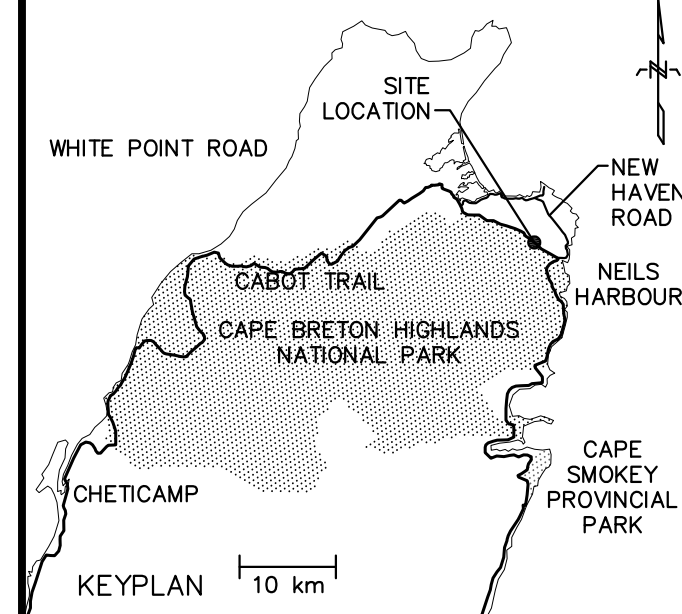 SITE
LOCATION
WHITE POINT ROAD
N
NEW
HAVEN
ROAD
NEILS
HARBOUR
CABOT TRAIL
CAPE BRETON HIGHLANDS
NATIONAL PARK
CAPE
SMOKEY
PROVINCIAL
PARK
CHETICAMP
KEYPLAN
10 km